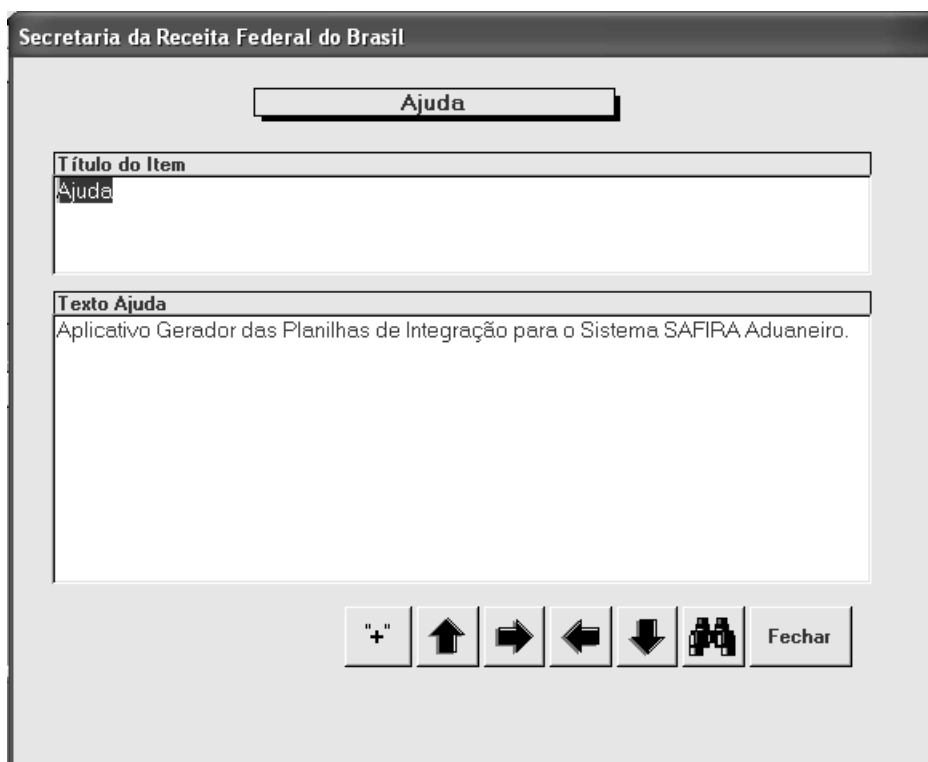 Secretaria da Receita Federal do Brasil
Ajuda
Título do Item
Ajuda
Texto Ajuda
Aplicativo Gerador das Planilhas de Integração para o Sistema SAFIRA Aduaneiro.
"+"
Fechar